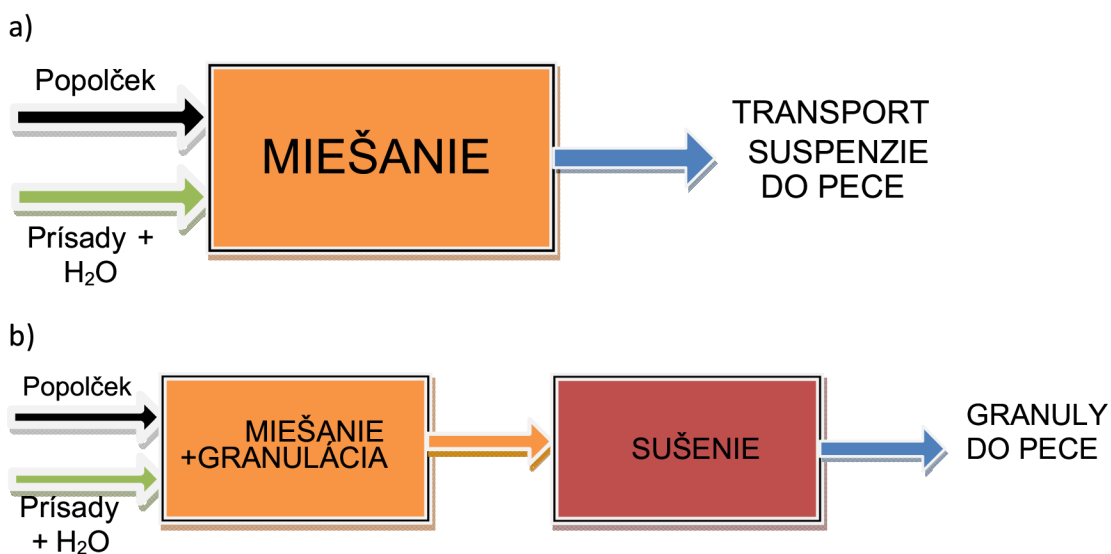 a)
Popolček
Prísady +
H₂O
MIEŠANIE
TRANSPORT
SUSPENZIE
DO PECE
b)
Popolček
Prísady
+ H₂O
MIEŠANIE
+GRANULÁCIA
SUŠENIE
GRANULY
DO PECE